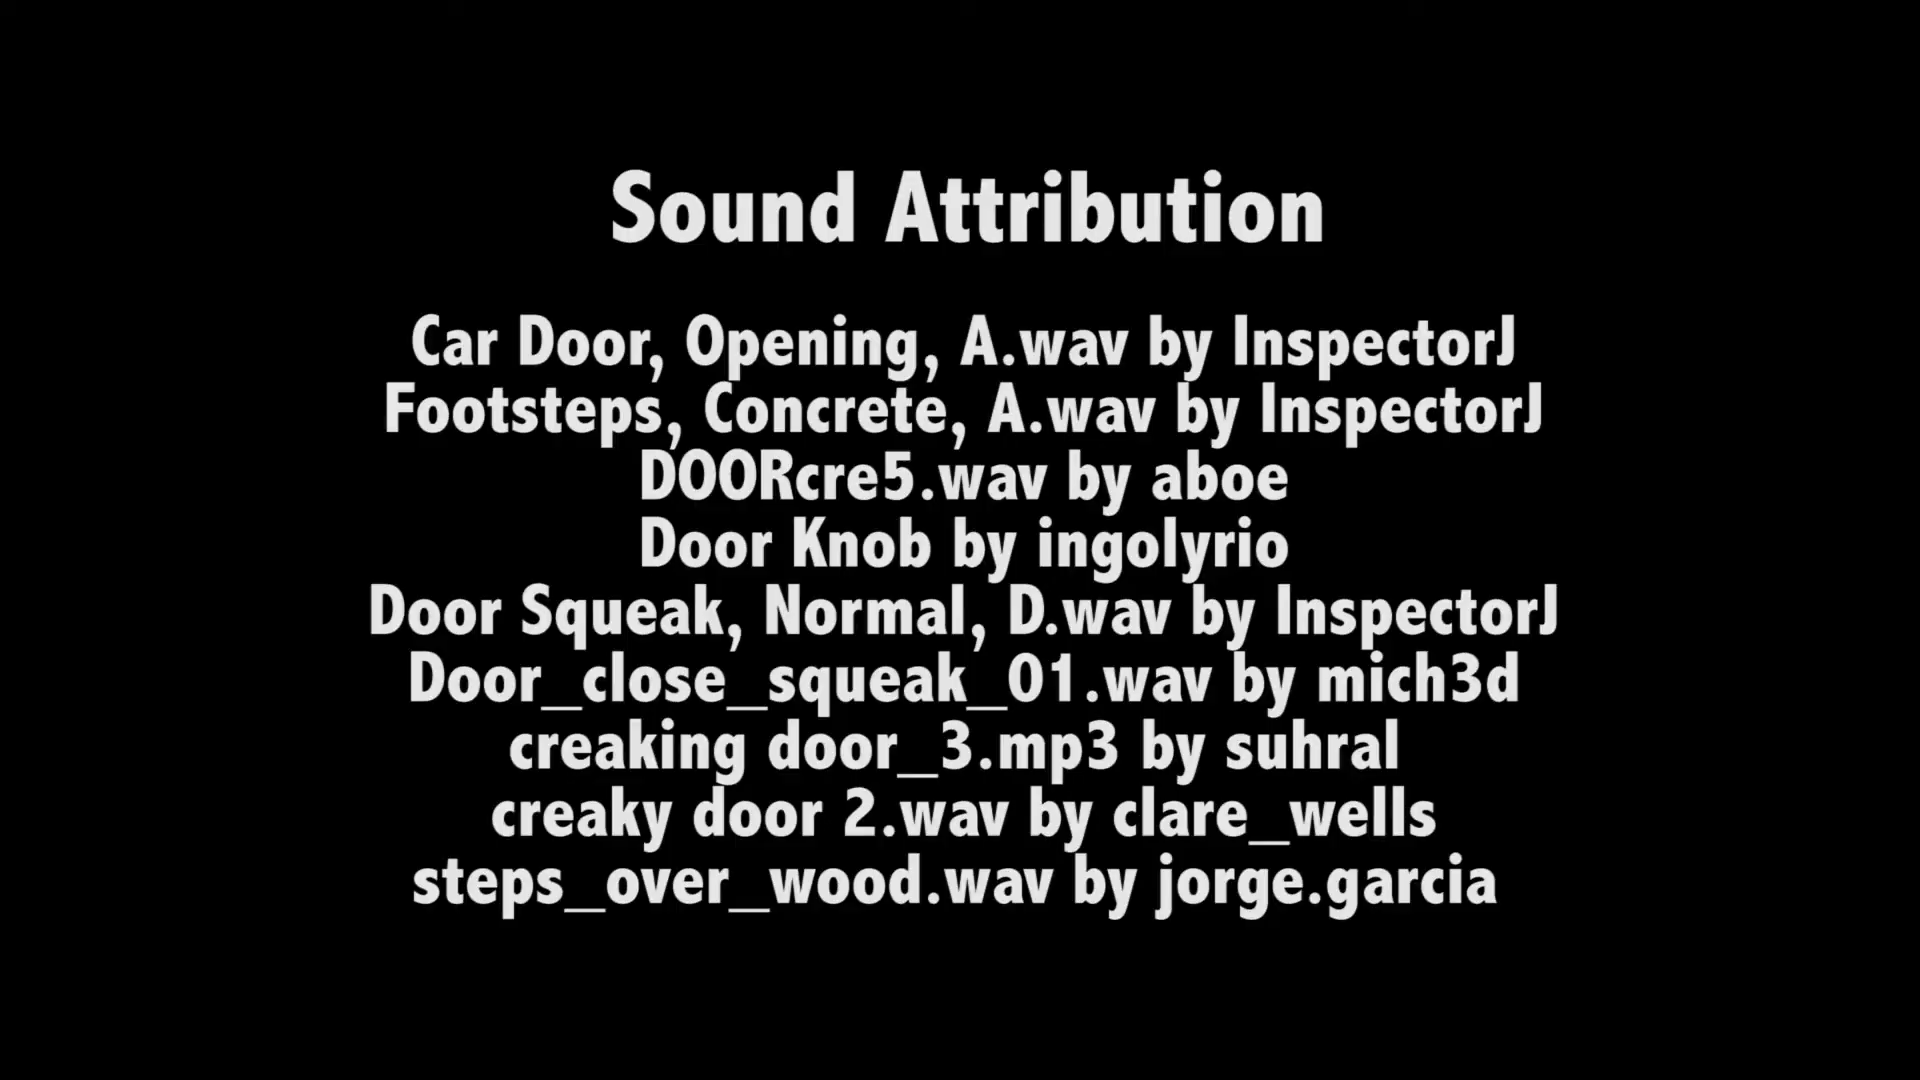 Sound Attribution
Car Door, Opening, A.wav by InspectorJ
Footsteps, Concrete, A.wav by InspectorJ
DOORcre5.wav by aboe
Door Knob by ingolyrio
Door Squeak, Normal, D.wav by InspectorJ
Door_close_squeak_01.wav by mich3d
creaking door_3.mp3 by suhral
creaky door 2.wav by clare_wells
steps_over_wood.wav by jorge.garcia